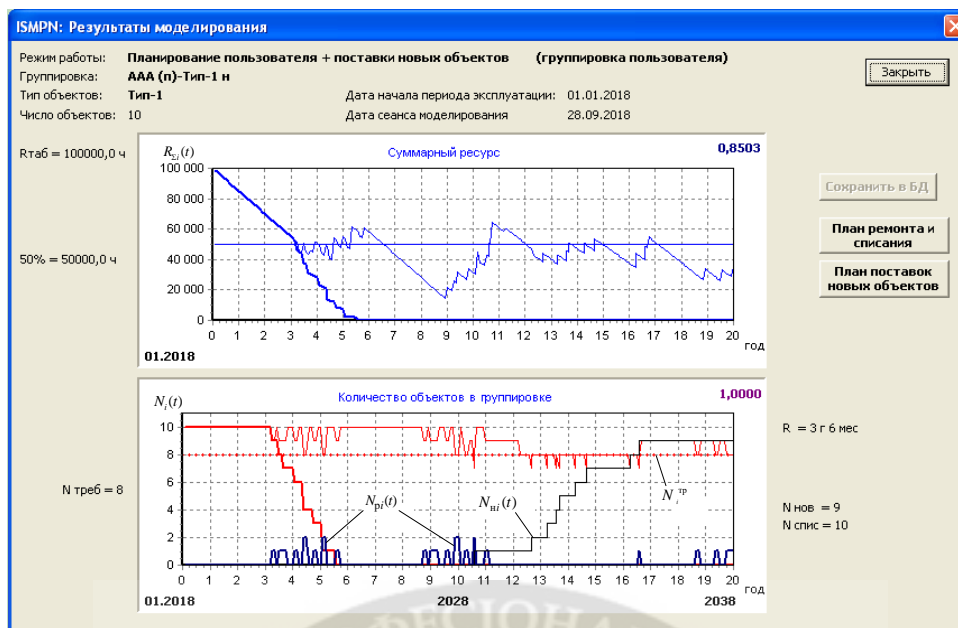 ISMPN: Результаты моделирования
Режим работы: Планирование пользователя + поставки новых объектов (группировка пользователя)
Группировка: ААА (п)-Тип-1 н
Закрыть
Тип объектов: Тип-1 Дата начала периода эксплуатации: 01.01.2018
Число объектов: 10 Дата сеанса моделирования 28.09.2018
Rтаб = 100000,0 ч
RΣi(t) Суммарный ресурс 0,8503
100 000
80 000
60 000
40 000
20 000
0
50% = 50000,0 ч
0 1 2 3 4 5 6 7 8 9 10 11 12 13 14 15 16 17 18 19 20
год
01.2018
Сохранить в БД
План ремонта и
списания
План поставок
новых объектов
Ni(t) Количество объектов в группировке 1,0000
10
8
6
4
2
0
N треб = 8
Nрi(t)
Nнi(t)
N тр
R = 3 г 6 мес
N нов = 9
N спис = 10
0 1 2 3 4 5 6 7 8 9 10 11 12 13 14 15 16 17 18 19 20
год
01.2018 2028 2038
ФЕСІОНА